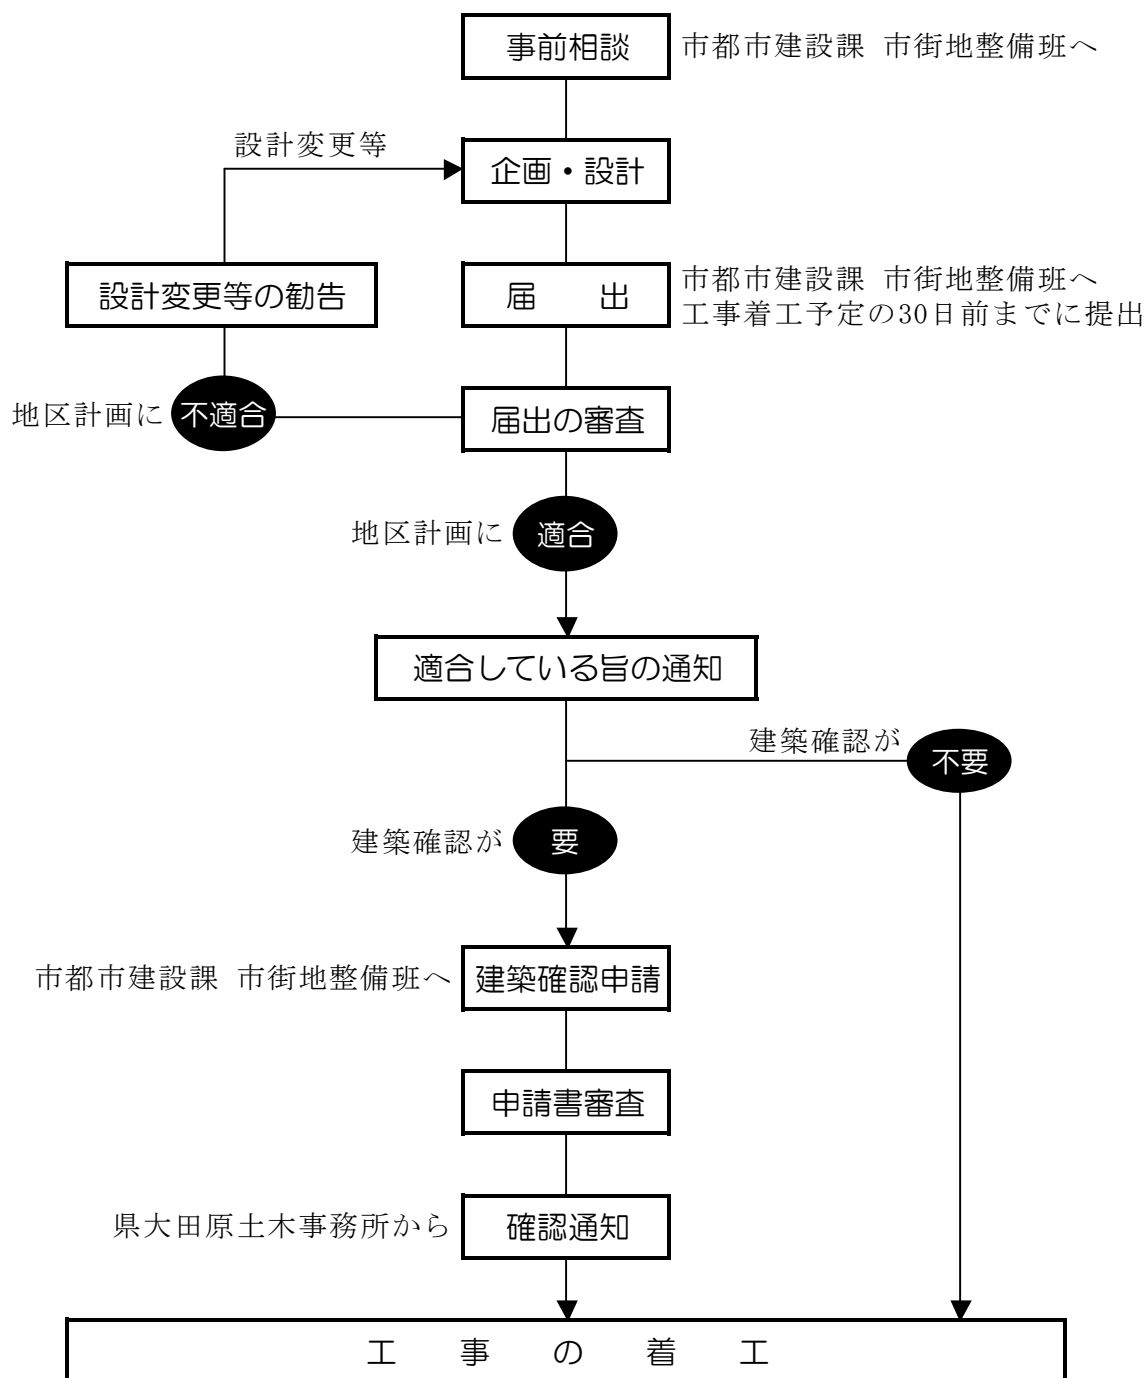 事前相談
市都市建設課 市街地整備班へ
設計変更等
企画・設計
設計変更等の勧告
届 出
市都市建設課 市街地整備班へ
工事着工予定の30日前までに提出
地区計画に
不適合
届出の審査
地区計画に
適合
適合している旨の通知
建築確認が
不要
建築確認が
要
市都市建設課 市街地整備班へ
建築確認申請
申請書審査
県大田原土木事務所から
確認通知
工 事 の 着 工